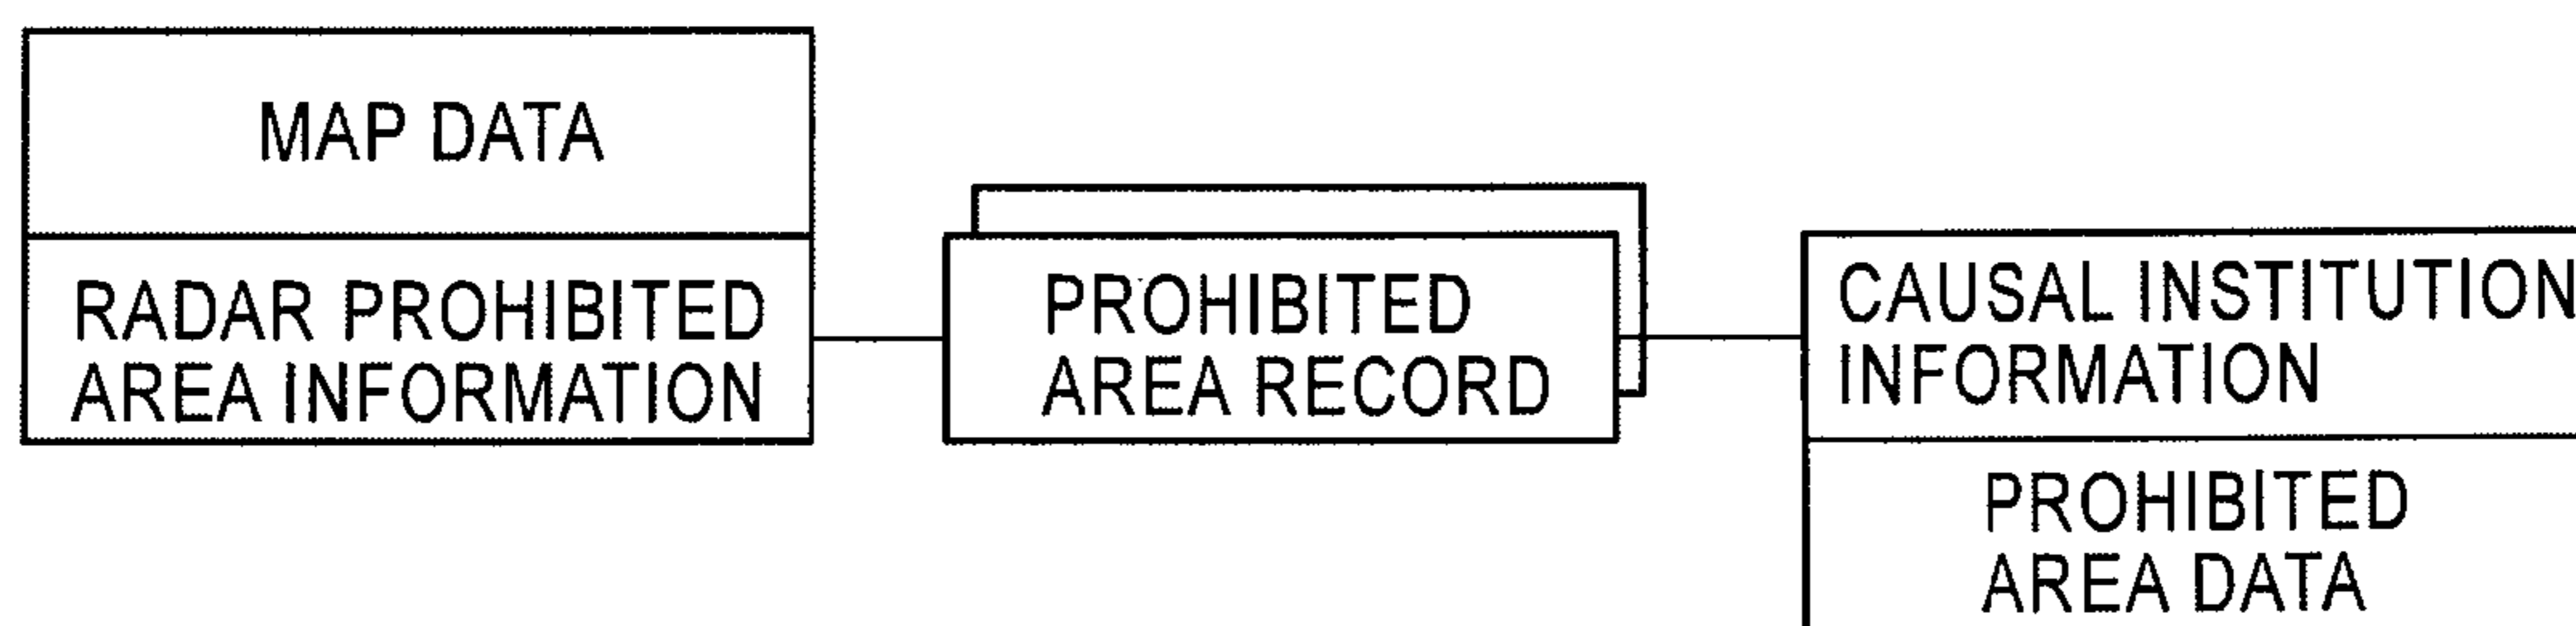 MAP DATA
RADAR PROHIBITED
AREA INFORMATION
PROHIBITED
AREA RECORD
CAUSAL INSTITUTION
INFORMATION
PROHIBITED
AREA DATA